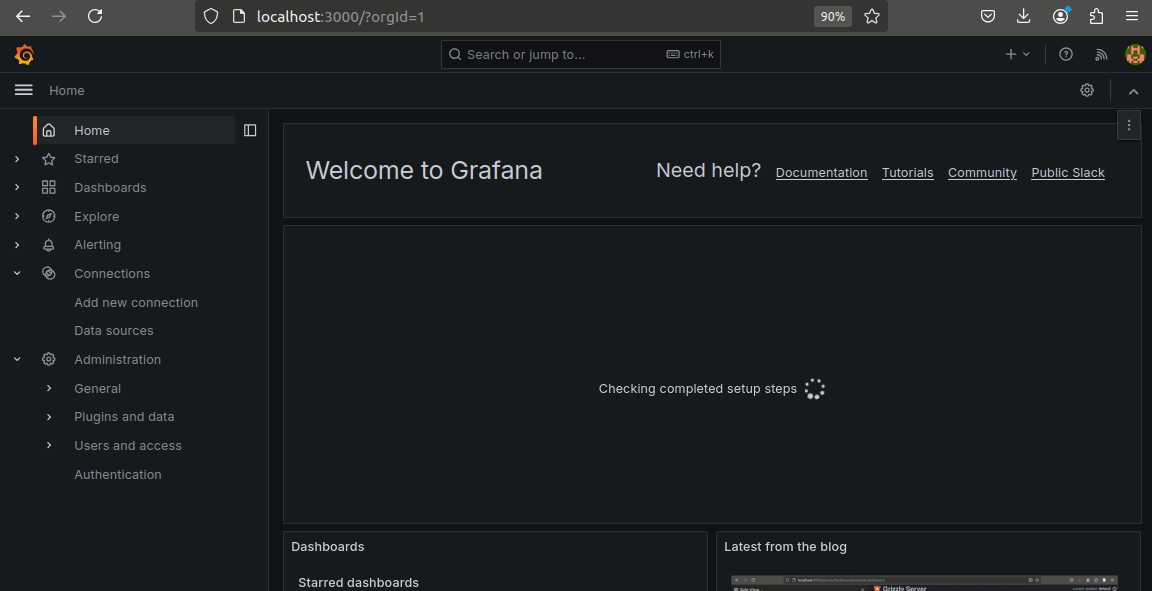 localhost:3000/?orgId=1
90%
Search or jump to...
ctrl+k
Home
Home
Starred
Dashboards
Explore
Alerting
Connections
Add new connection
Data sources
Administration
General
Plugins and data
Users and access
Authentication
Welcome to Grafana
Need help? Documentation Tutorials Community Public Slack
Checking completed setup steps
Dashboards
Starred dashboards
Latest from the blog
Grizzly Server